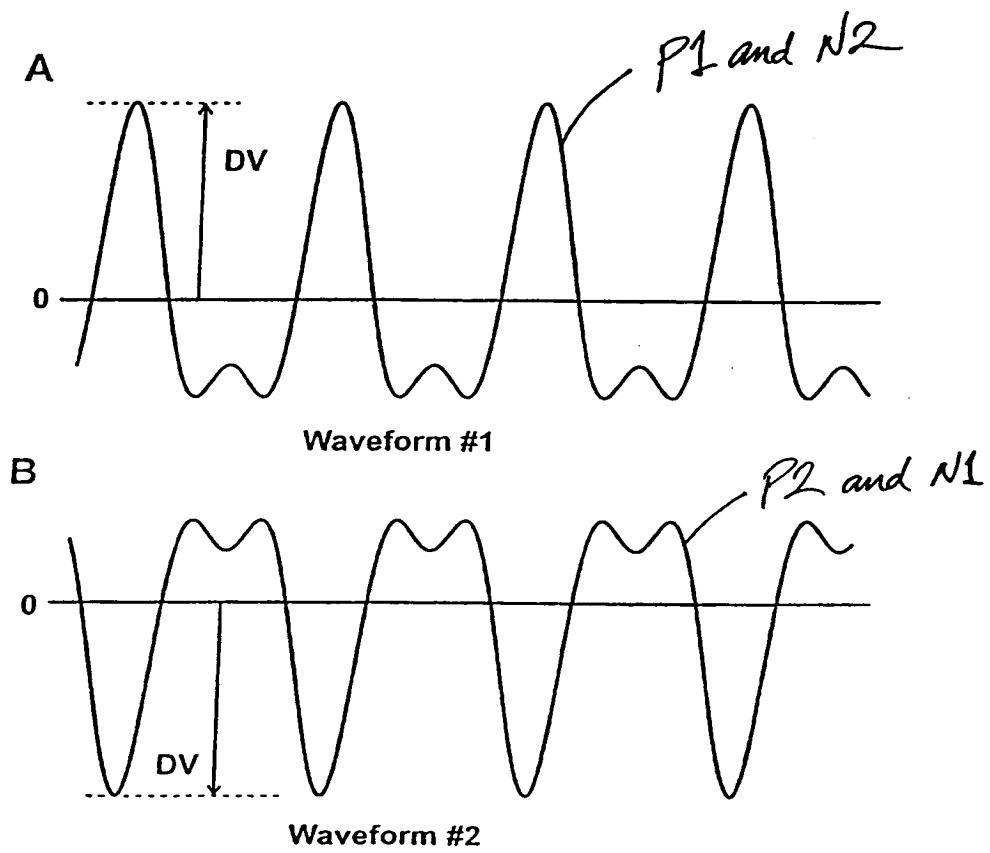 A
P1 and N2
DV
0
Waveform #1
B
P2 and N1
0
DV
Waveform #2